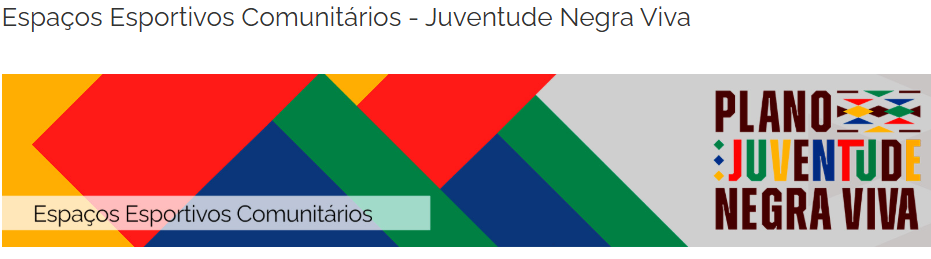 Espaços Esportivos Comunitários - Juventude Negra Viva
PLANO
JUVENTUDE
NEGRA VIVA
Espaços Esportivos Comunitários